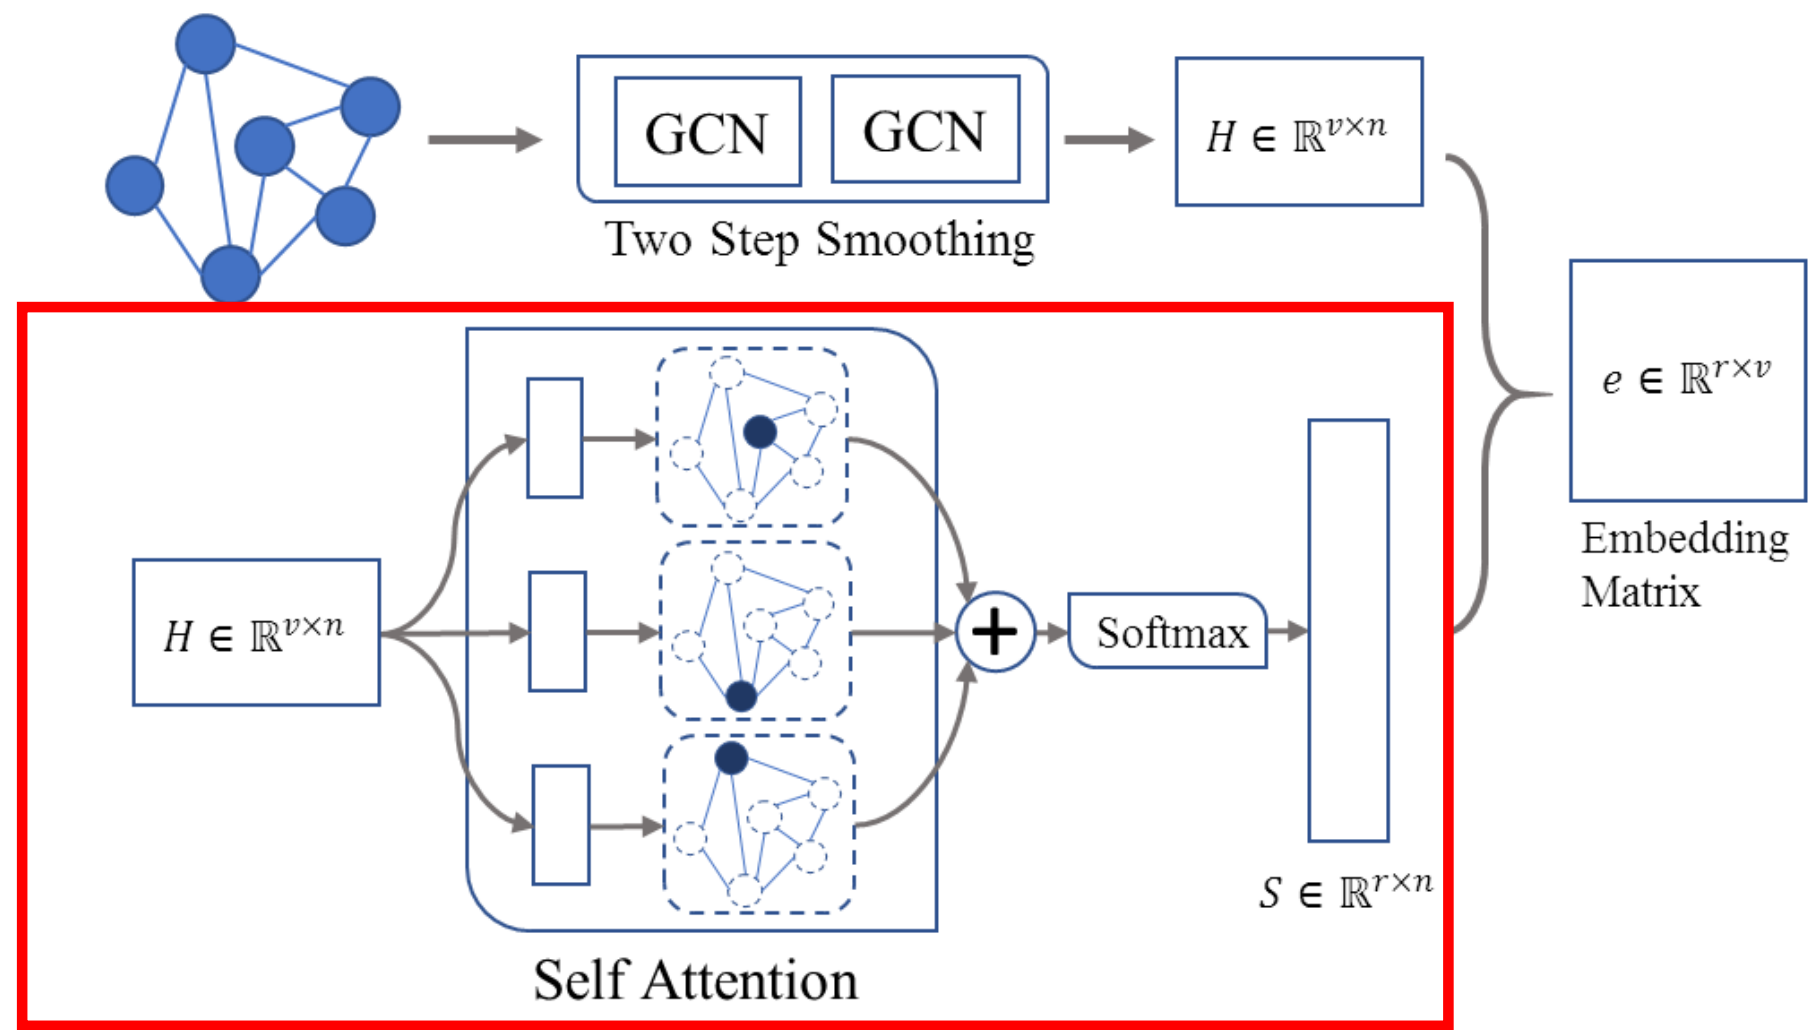 GCN
GCN
H ∈ ℝ^{v×n}
Two Step Smoothing
e ∈ ℝ^{r×v}
Embedding
Matrix
H ∈ ℝ^{v×n}
+
Softmax
S ∈ ℝ^{r×n}
Self Attention